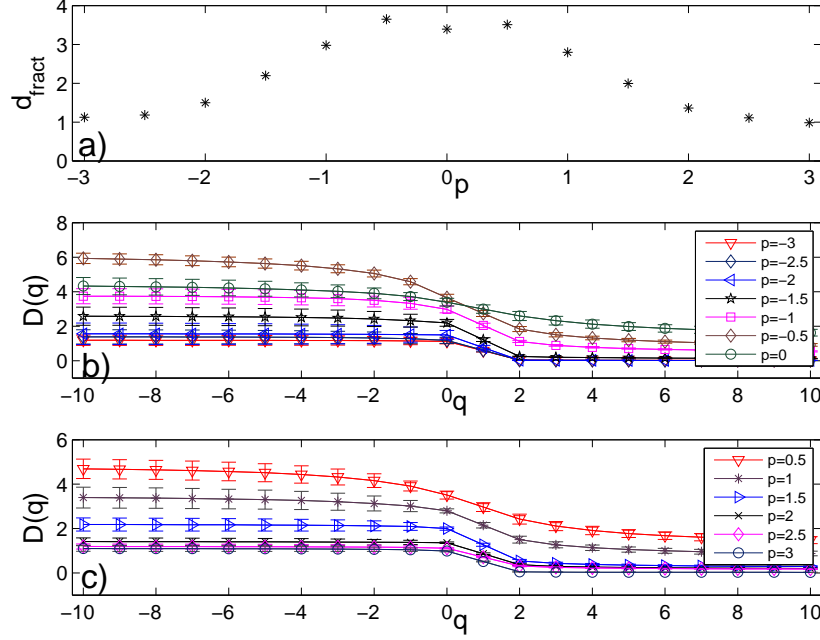 4
3
2
1
0
d_fract
a)
−3 −2 −1 0 1 2 3
p
8
6
4
2
0
D(q)
b)
p=−3
p=−2.5
p=−2
p=−1.5
p=−1
p=−0.5
p=0
−10 −8 −6 −4 −2 0 2 4 6 8 10
q
6
4
2
0
D(q)
c)
p=0.5
p=1
p=1.5
p=2
p=2.5
p=3
−10 −8 −6 −4 −2 0 2 4 6 8 10
q